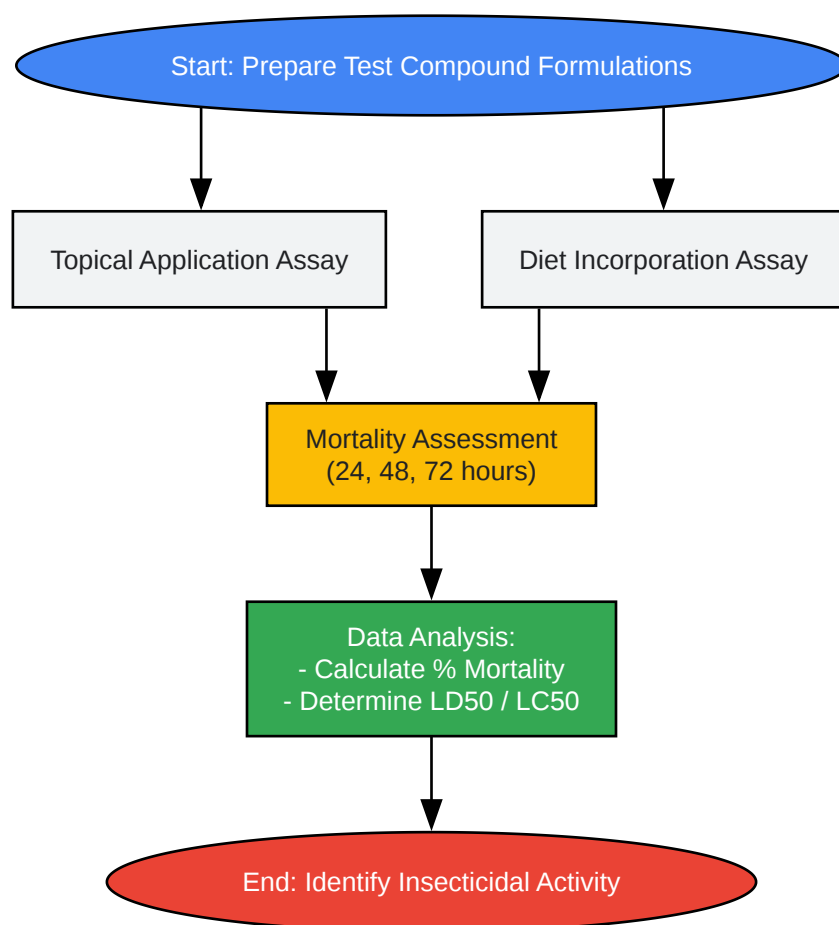 Start: Prepare Test Compound Formulations
Topical Application Assay
Diet Incorporation Assay
Mortality Assessment
(24, 48, 72 hours)
Data Analysis:
- Calculate % Mortality
- Determine LD50 / LC50
End: Identify Insecticidal Activity